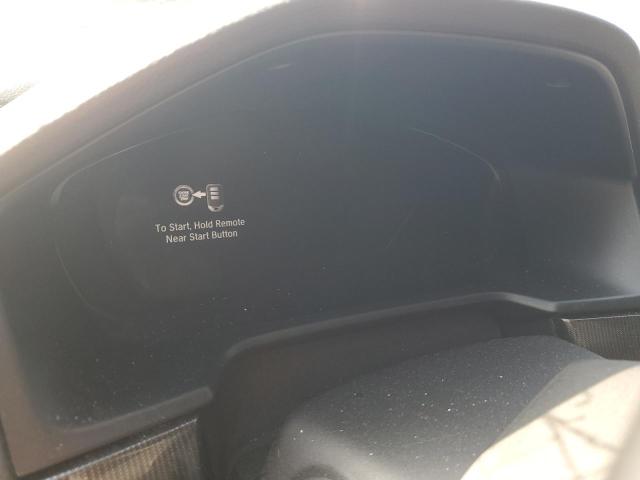 To Start, Hold Remote
Near Start Button